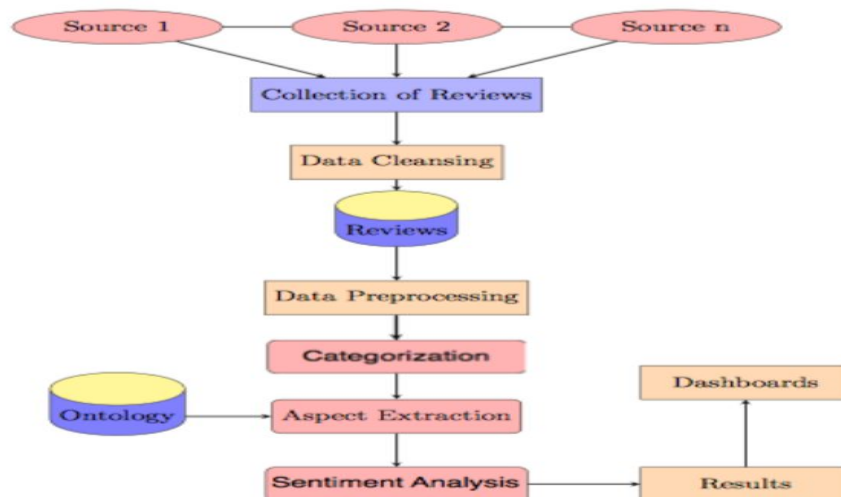 Source 1
Source 2
Source n
Collection of Reviews
Data Cleansing
Reviews
Data Preprocessing
Categorization
Dashboards
Ontology
Aspect Extraction
Sentiment Analysis
Results